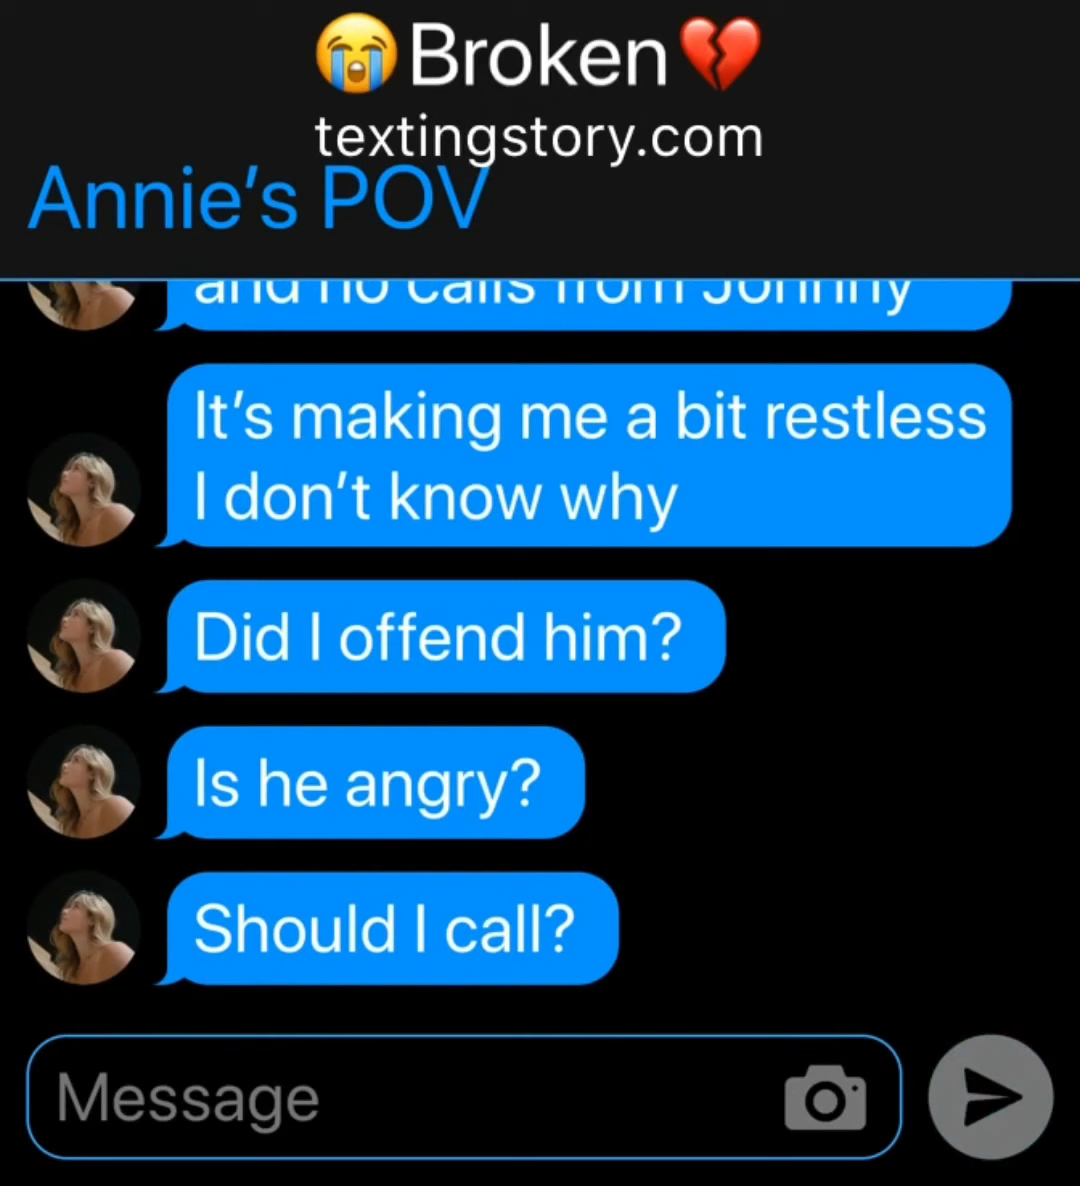 😭Broken💔
textingstory.com
Annie’s POV
and no calls from Johnny
It’s making me a bit restless
I don’t know why
Did I offend him?
Is he angry?
Should I call?
Message